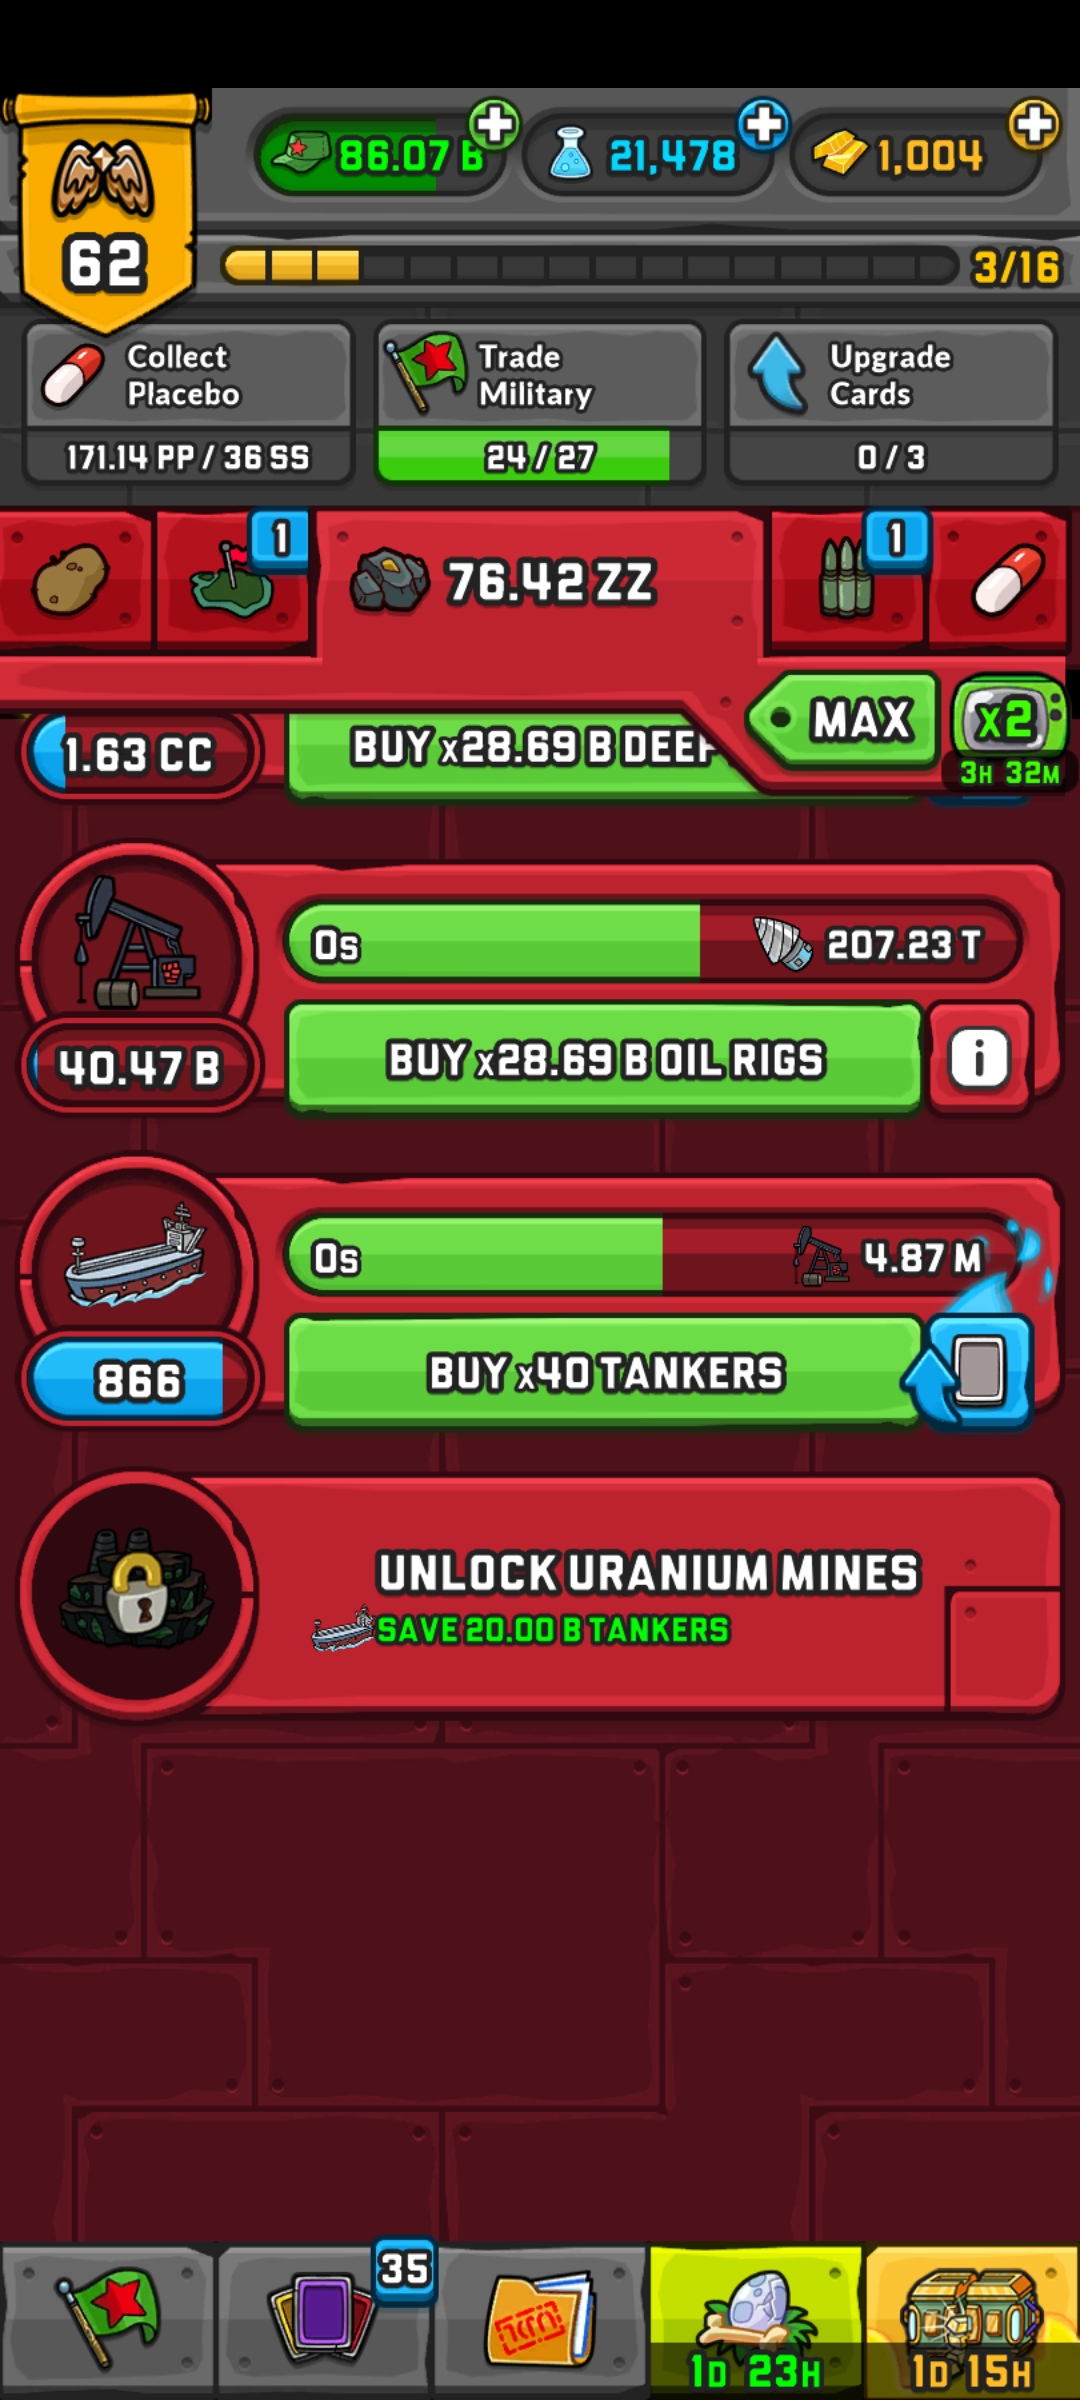 86.07 B
21,478
1,004
62
3/16
Collect
Placebo
171.14 PP / 36 SS
Trade
Military
24 / 27
Upgrade
Cards
0 / 3
1
76.42 ZZ
1
MAX
x2
3H 32M
1.63 CC
BUY x28.69 B DEEP
0s
207.23 T
40.47 B
BUY x28.69 B OIL RIGS
i
0s
4.87 M
866
BUY x40 TANKERS
UNLOCK URANIUM MINES
SAVE 20.00 B TANKERS
35
1D 23H
1D 15H